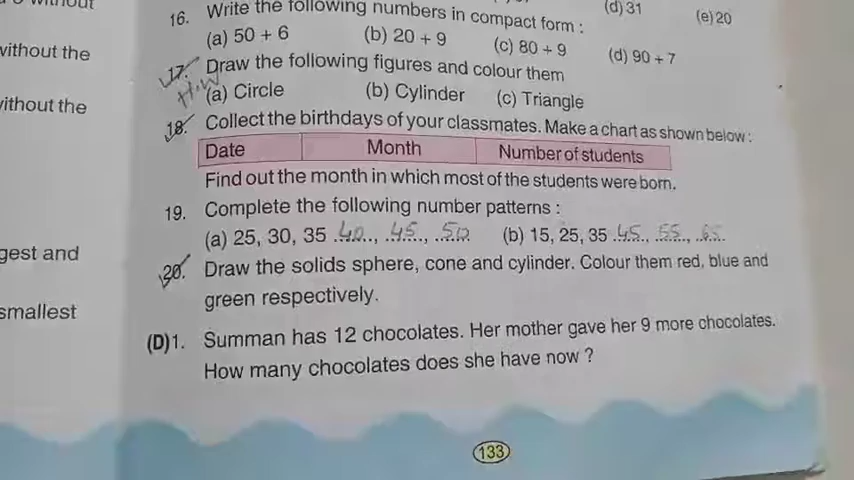 (d) 31 (e) 20
16. Write the following numbers in compact form :
(a) 50 + 6 (b) 20 + 9 (c) 80 + 9 (d) 90 + 7
without the
17. Draw the following figures and colour them
H.W
(a) Circle (b) Cylinder (c) Triangle
without the
18. Collect the birthdays of your classmates. Make a chart as shown below :
Date Month Number of students
Find out the month in which most of the students were born.
19. Complete the following number patterns :
(a) 25, 30, 35 40, 45, 50 (b) 15, 25, 35 45, 55, 65
gest and
20. Draw the solids sphere, cone and cylinder. Colour them red, blue and
green respectively.
smallest
(D) 1. Summan has 12 chocolates. Her mother gave her 9 more chocolates.
How many chocolates does she have now ?
133